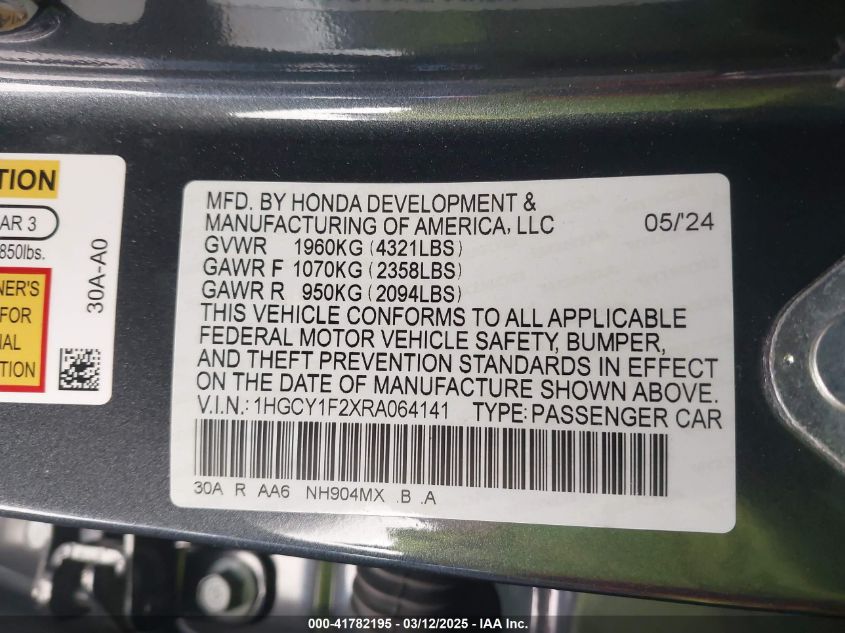 TION
AR 3
850lbs.
NER'S
FOR
IAL
TION
30A-A0
MFD. BY HONDA DEVELOPMENT &
MANUFACTURING OF AMERICA, LLC 05/'24
GVWR 1960KG (4321LBS)
GAWR F 1070KG (2358LBS)
GAWR R 950KG (2094LBS)
THIS VEHICLE CONFORMS TO ALL APPLICABLE
FEDERAL MOTOR VEHICLE SAFETY, BUMPER,
AND THEFT PREVENTION STANDARDS IN EFFECT
ON THE DATE OF MANUFACTURE SHOWN ABOVE.
V.I.N.: 1HGCY1F2XRA064141 TYPE: PASSENGER CAR
30A R AA6 NH904MX .B .A
000-41782195 - 03/12/2025 - IAAI Inc.